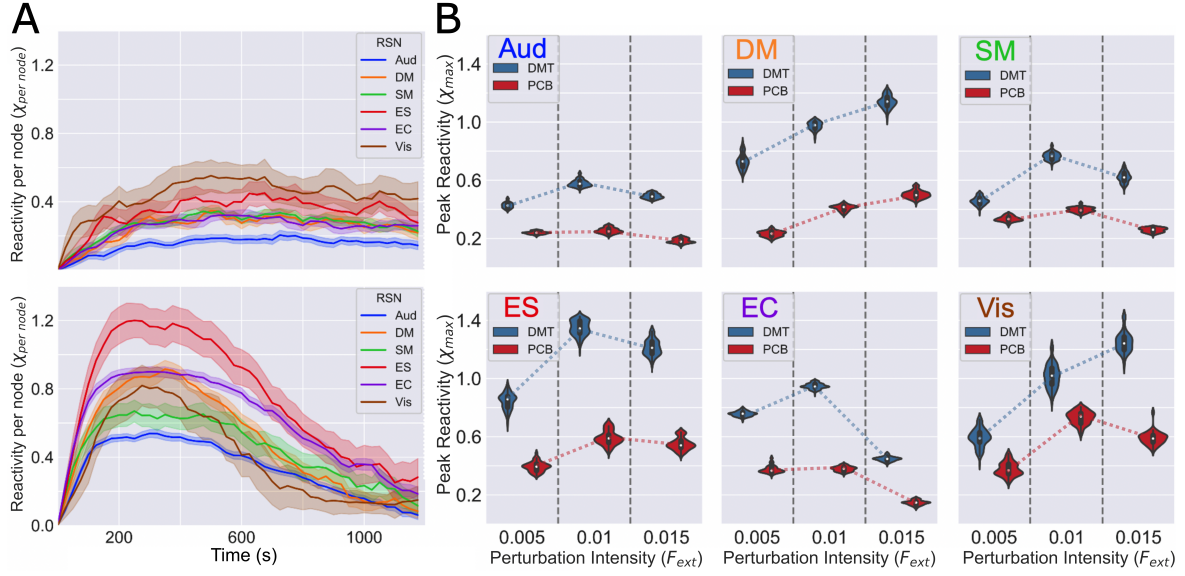 A
Reactivity per node (χper node)
1.2
0.8
0.4
RSN
Aud
DM
SM
ES
EC
Vis
Reactivity per node (χper node)
1.2
0.8
0.4
0.0
RSN
Aud
DM
SM
ES
EC
Vis
200
600
1000
Time (s)
B
Peak Reactivity (χmax)
1.4
1.0
0.6
0.2
Aud
DMT
PCB
DM
DMT
PCB
SM
DMT
PCB
Peak Reactivity (χmax)
1.4
1.0
0.6
0.2
ES
DMT
PCB
EC
DMT
PCB
Vis
DMT
PCB
0.005 0.01 0.015
Perturbation Intensity (Fext)
0.005 0.01 0.015
Perturbation Intensity (Fext)
0.005 0.01 0.015
Perturbation Intensity (Fext)